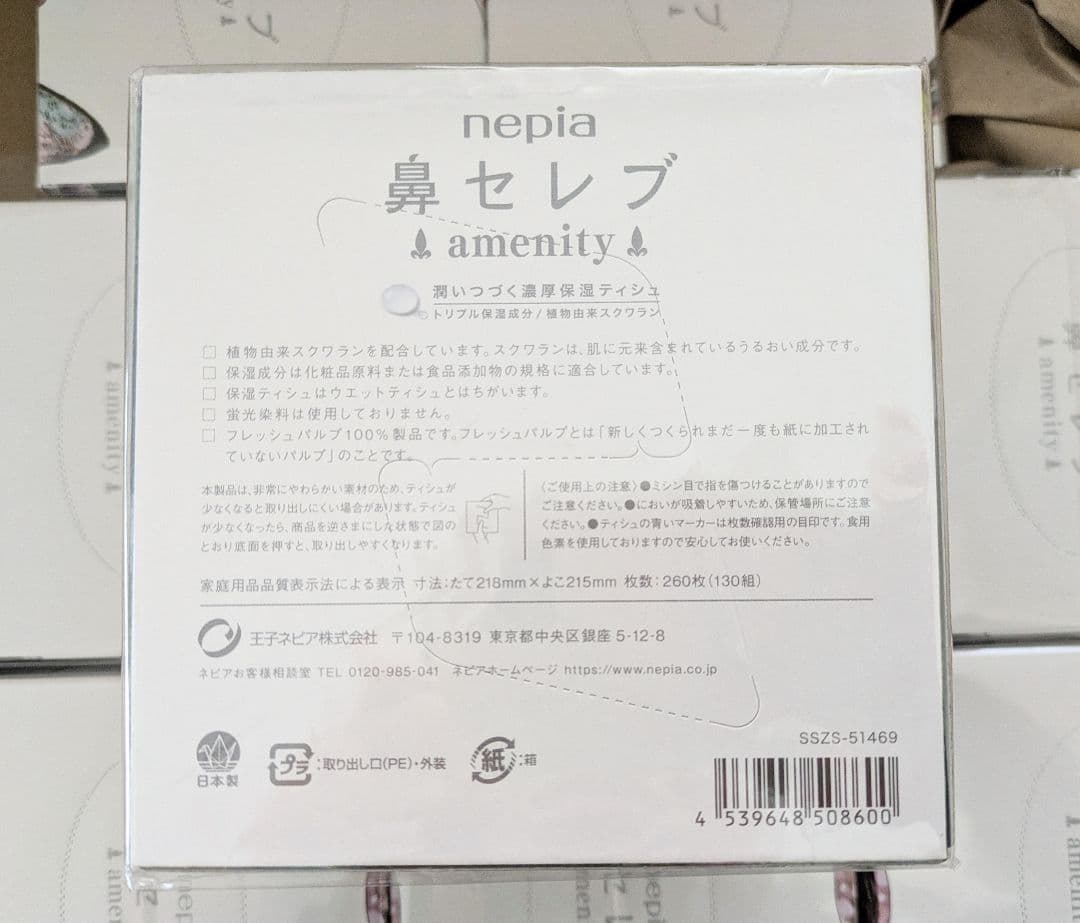 nepia
鼻セレブ
amenity
潤いつづく濃厚保湿ティシュ
トリプル保湿成分/植物由来スクワラン
□ 植物由来スクワランを配合しています。スクワランは、肌に元来含まれているうるおい成分です。
□ 保湿成分は化粧品原料または食品添加物の規格に適合しています。
□ 保湿ティシュはウエットティシュとはちがいます。
□ 蛍光染料は使用しておりません。
□ フレッシュパルプ100%製品です。フレッシュパルプとは「新しくつくられまだ一度も紙に加工され
ていないパルプ」のことです。
本製品は、非常にやわらかい素材のため、ティシュが
少なくなると取り出しにくい場合があります。ティシュ
が少なくなったら、商品を逆さまにした状態で図の
とおり底面を押すと、取り出しやすくなります。
〈ご使用上の注意〉●ミシン目で指を傷つけることがありますので
ご注意ください。●においが吸着しやすいため、保管場所にご注意
ください。●ティシュの青いマーカーは枚数確認用の目印です。食用
色素を使用しておりますので安心してお使いください。
家庭用品品質表示法による表示 寸法:たて218mm×よこ215mm 枚数:260枚(130組)
王子ネピア株式会社 〒104-8319 東京都中央区銀座5-12-8
ネピアお客様相談室 TEL 0120-985-041 ネピアホームページ https://www.nepia.co.jp
日本製
プラ:取り出し口(PE)・外装
紙:箱
SSZS-51469
4 539648 508600
amenity
amenity